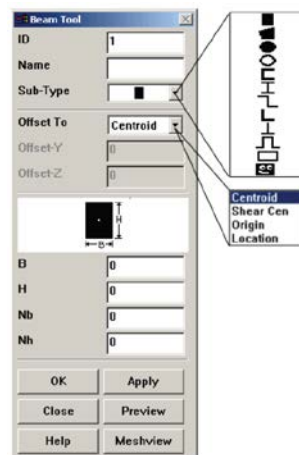 Beam Tool
ID 1
Name
Sub-Type
Offset To Centroid
Offset-Y 0
Offset-Z 0
H
B
B 0
H 0
Nb 0
Nh 0
OK Apply
Close Preview
Help Meshview
Centroid
Shear Cen
Origin
Location